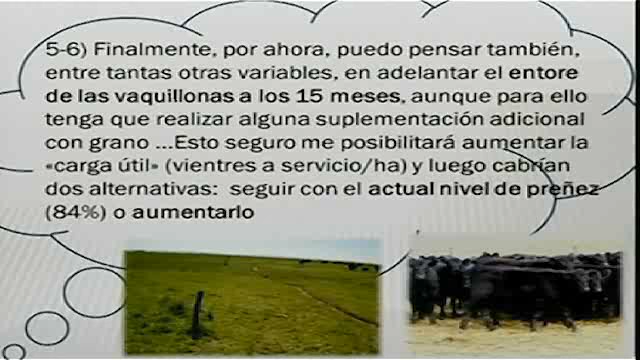 5-6) Finalmente, por ahora, puedo pensar también,
entre tantas otras variables, en adelantar el entore
de las vaquillonas a los 15 meses, aunque para ello
tenga que realizar alguna suplementación adicional
con grano ...Esto seguro me posibilitará aumentar la
«carga útil» (vientres a servicio/ha) y luego cabrían
dos alternativas: seguir con el actual nivel de preñez
(84%) o aumentarlo